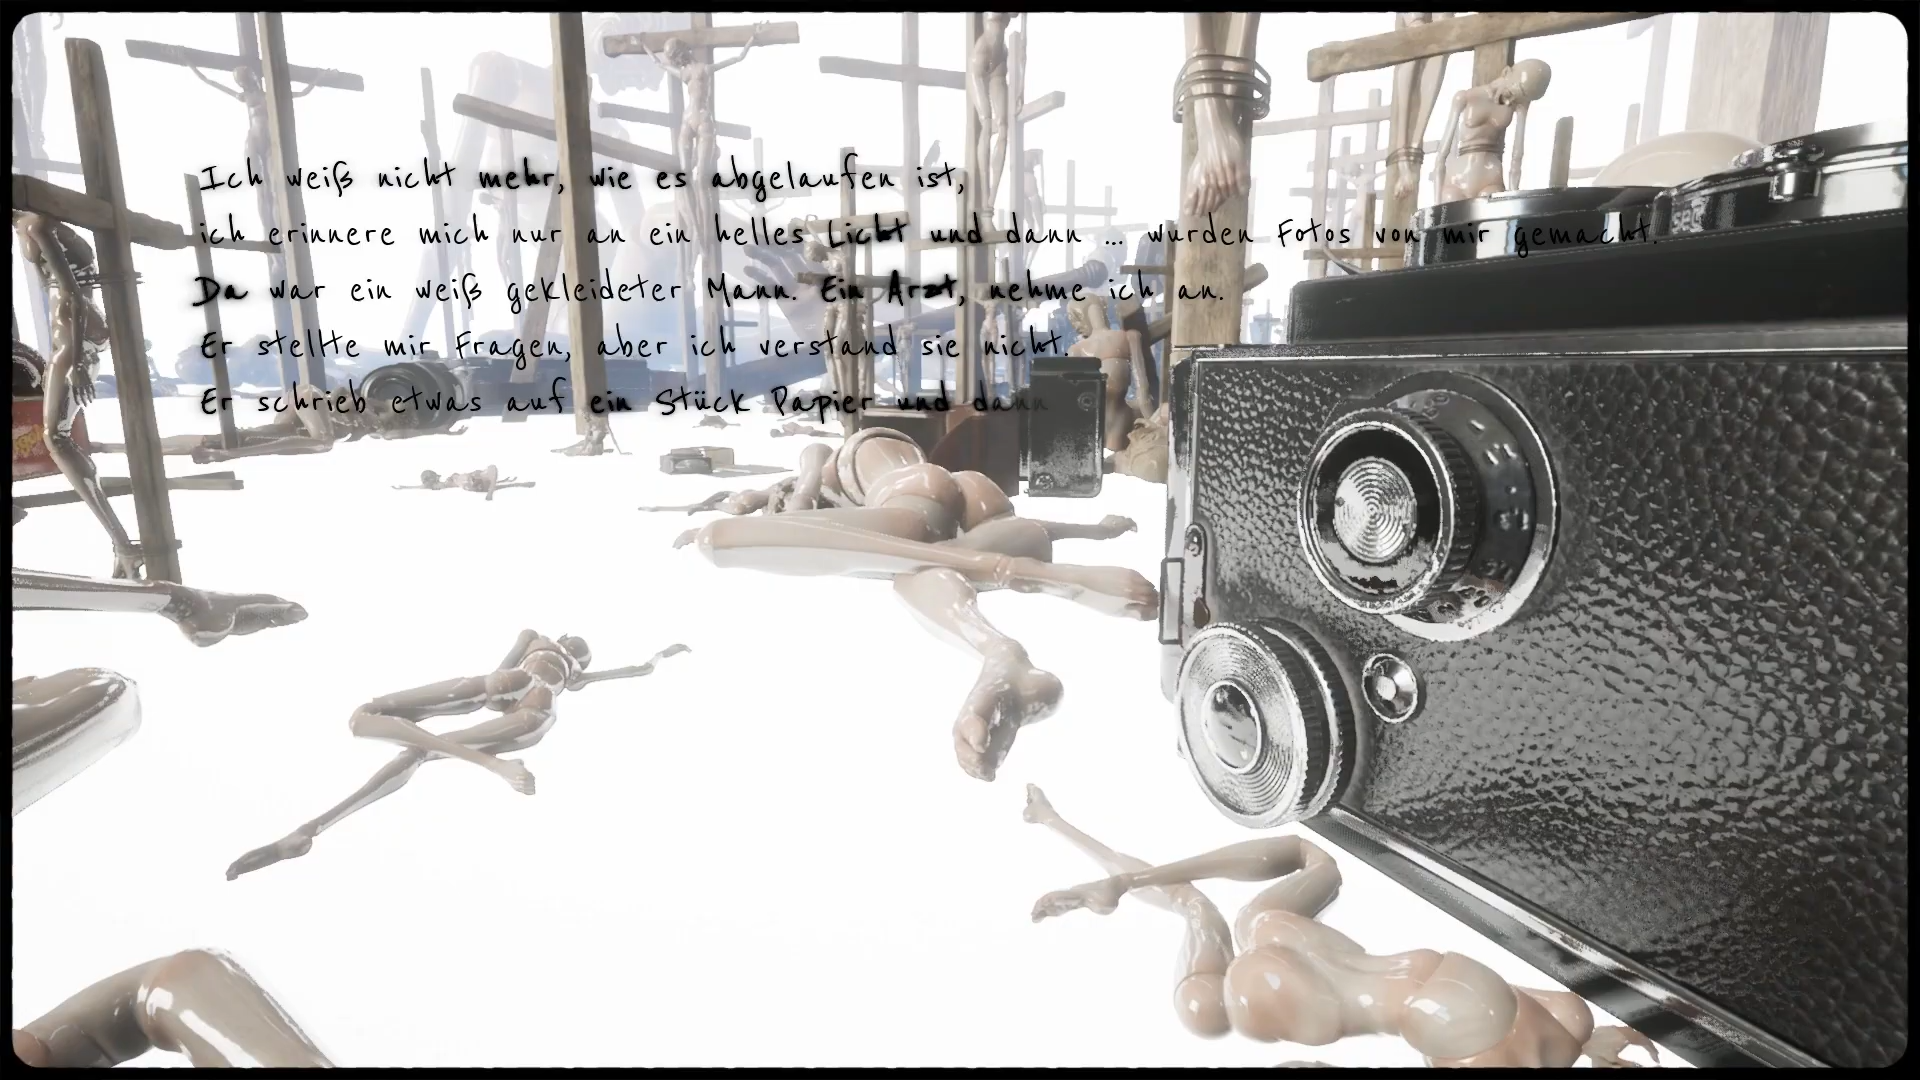 Ich weiß nicht mehr, wie es abgelaufen ist,
ich erinnere mich nur an ein helles Licht und dann ... wurden Fotos von mir gemacht.
Da war ein weiß gekleideter Mann. Ein Arzt, nehme ich an.
Er stellte mir Fragen, aber ich verstand sie nicht.
Er schrieb etwas auf ein Stück Papier und dann